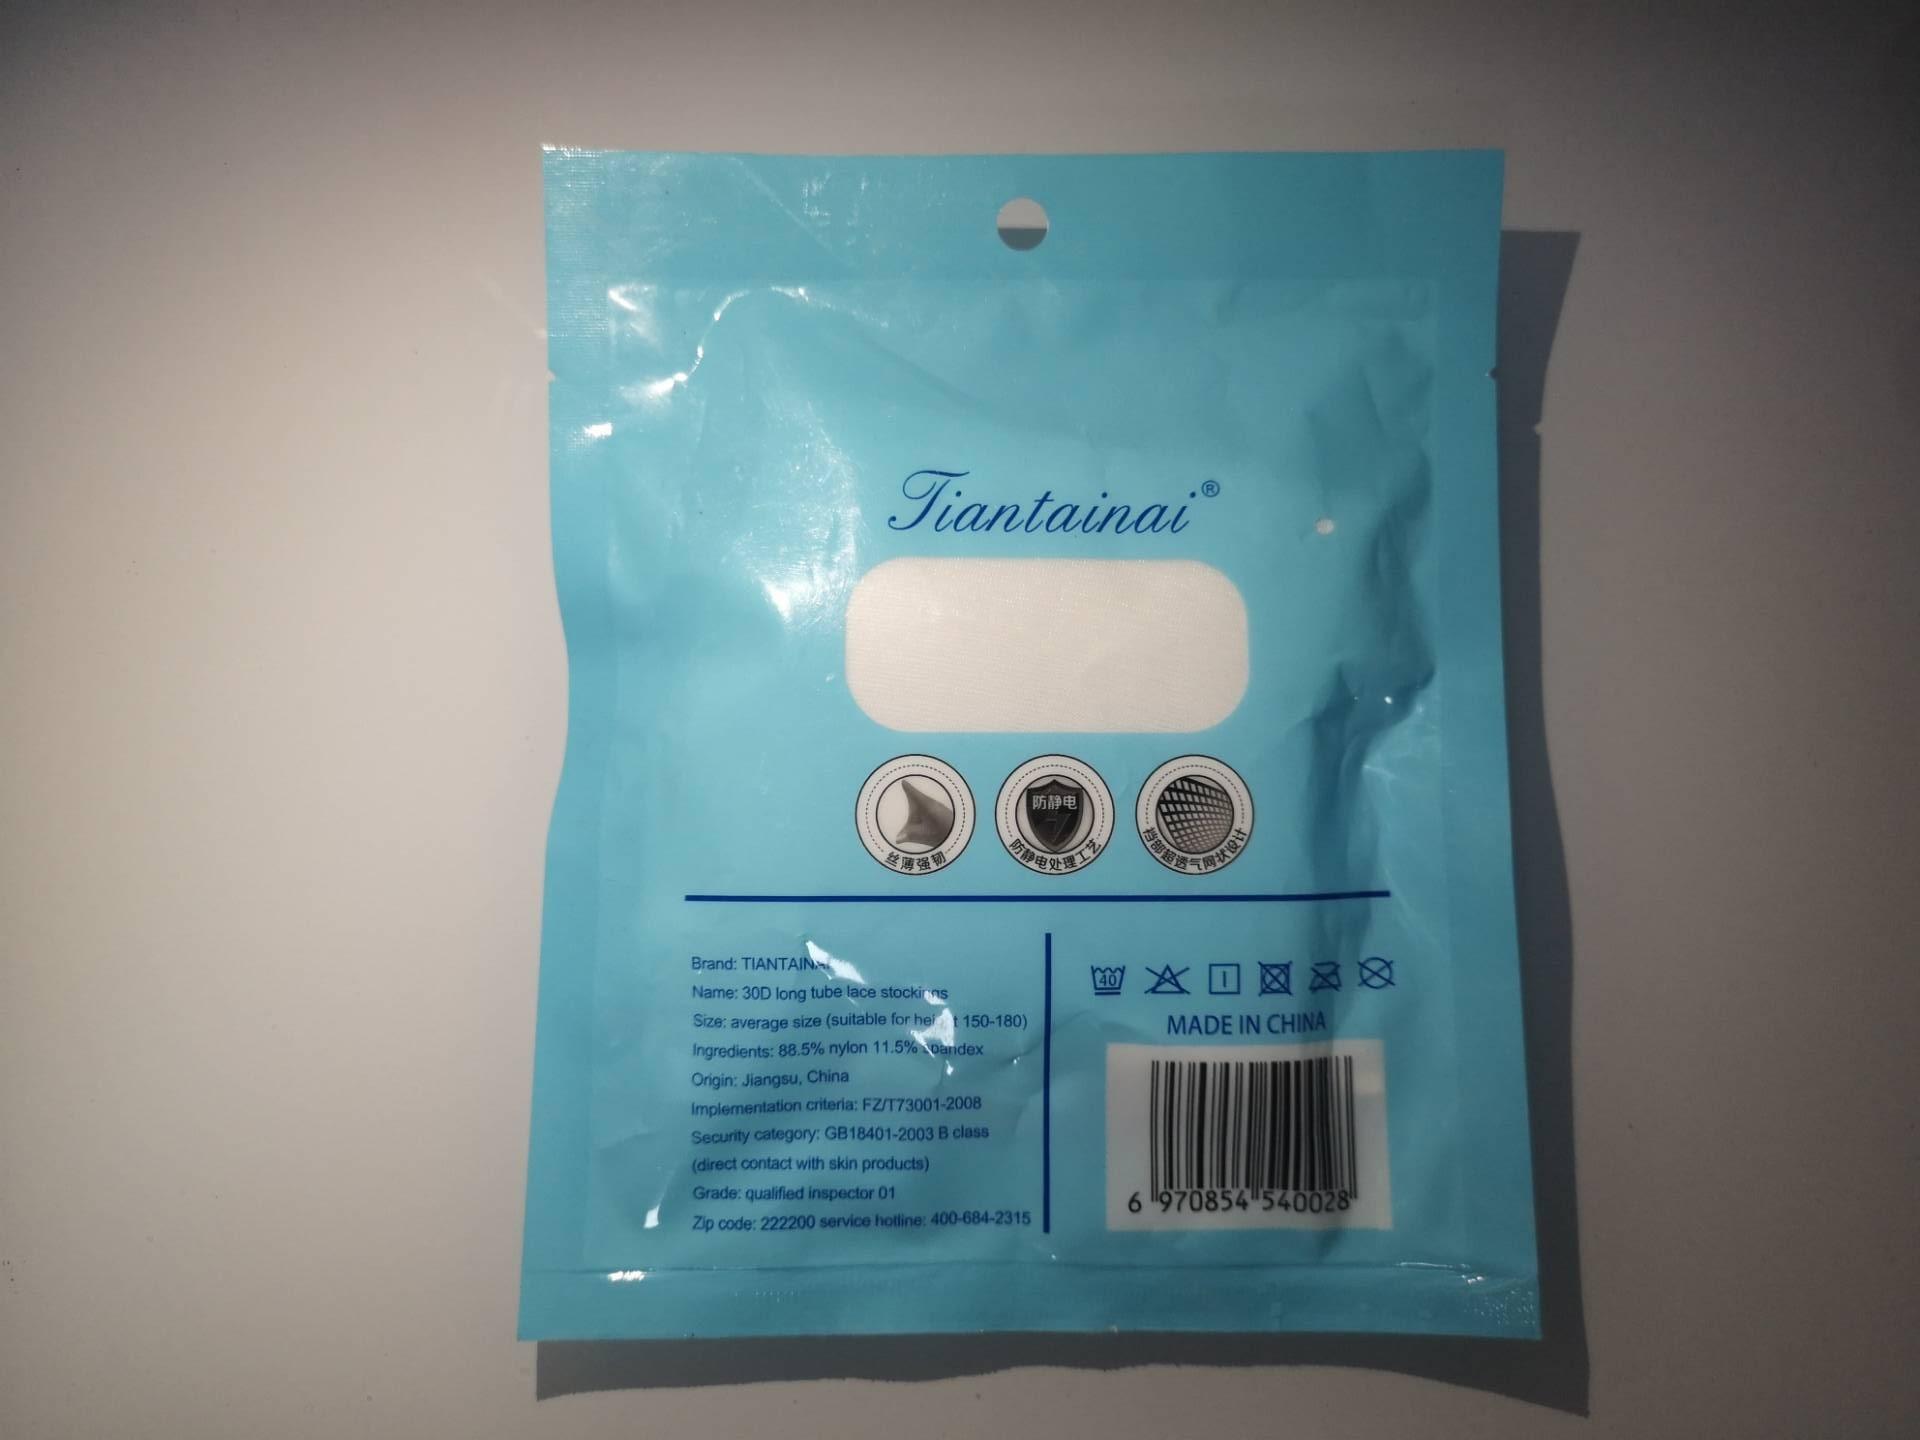 Tiantainai®
丝薄强韧
防静电
防静电处理工艺
裆部超透气网状设计
Brand: TIANTAINAI
Name: 30D long tube lace stockings
Size: average size (suitable for height 150-180)
Ingredients: 88.5% nylon 11.5% spandex
Origin: Jiangsu, China
Implementation criteria: FZ/T73001-2008
Security category: GB18401-2003 B class
(direct contact with skin products)
Grade: qualified inspector 01
Zip code: 222200 service hotline: 400-684-2315
40
MADE IN CHINA
6 970854 540028